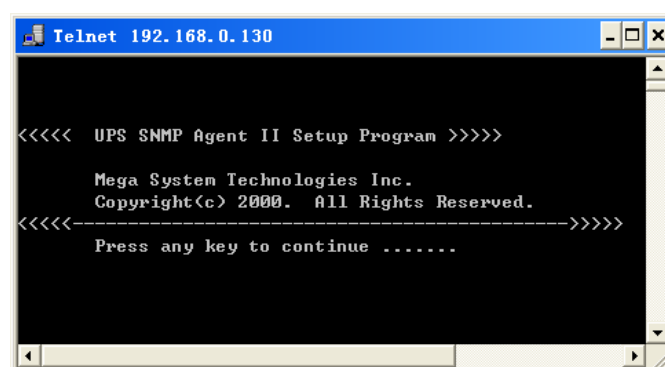 Telnet 192.168.0.130
<<<<< UPS SNMP Agent II Setup Program >>>>>
Mega System Technologies Inc.
Copyright(c) 2000. All Rights Reserved.
<<<<<---------------------------------------------->>>>>
Press any key to continue .......